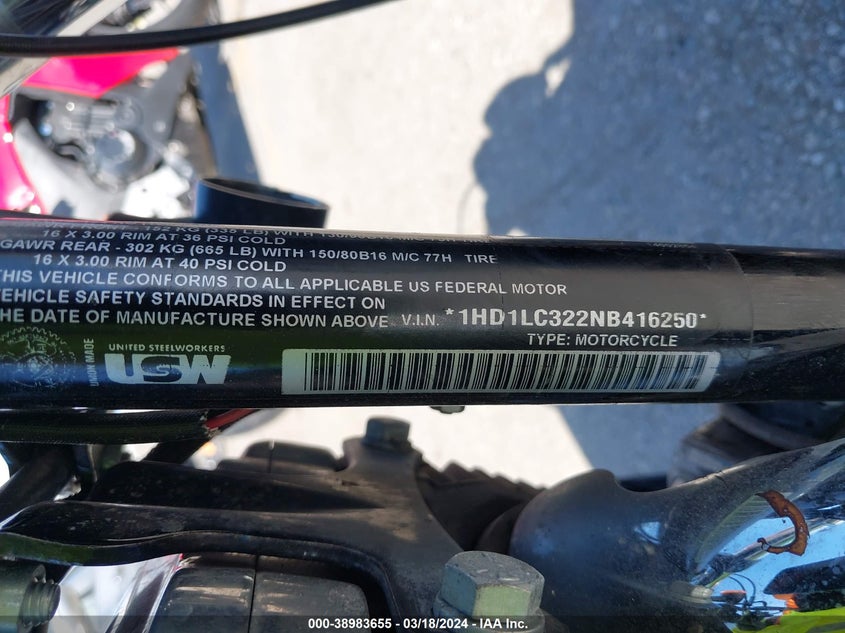 16 X 3.00 RIM AT 36 PSI COLD
GAWR REAR - 302 KG (665 LB) WITH 150/80B16 M/C 77H TIRE
16 X 3.00 RIM AT 40 PSI COLD
THIS VEHICLE CONFORMS TO ALL APPLICABLE US FEDERAL MOTOR
VEHICLE SAFETY STANDARDS IN EFFECT ON
THE DATE OF MANUFACTURE SHOWN ABOVE. V.I.N. *1HD1LC322NB416250*
TYPE: MOTORCYCLE
UNION MADE
UNITED STEELWORKERS
USW
000-38983655 - 03/18/2024 - IAA Inc.